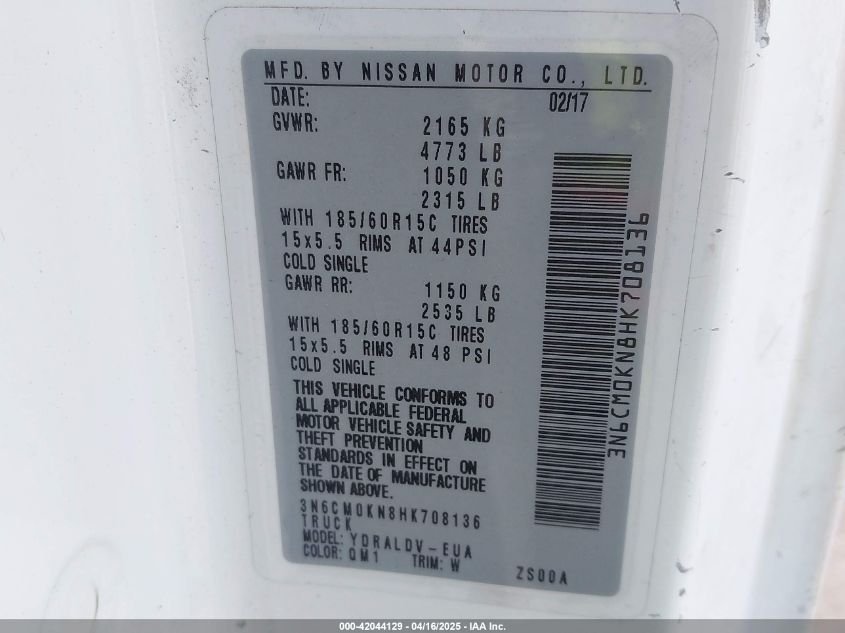 MFD. BY NISSAN MOTOR CO., LTD.
DATE: 02/17
GVWR: 2165 KG
4773 LB
GAWR FR: 1050 KG
2315 LB
WITH 185/60R15C TIRES
15x5.5 RIMS AT 44PSI
COLD SINGLE
GAWR RR: 1150 KG
2535 LB
WITH 185/60R15C TIRES
15x5.5 RIMS AT 48 PSI
COLD SINGLE
THIS VEHICLE CONFORMS TO
ALL APPLICABLE FEDERAL
MOTOR VEHICLE SAFETY AND
THEFT PREVENTION
STANDARDS IN EFFECT ON
THE DATE OF MANUFACTURE
SHOWN ABOVE.
3N6CM0KN8HK708136
TRUCK
MODEL: YDRALDV-EUA
COLOR: QM1 TRIM: W
ZS00A
3N6CM0KN8HK708136
000-42044129 - 04/16/2025 - IAA Inc.